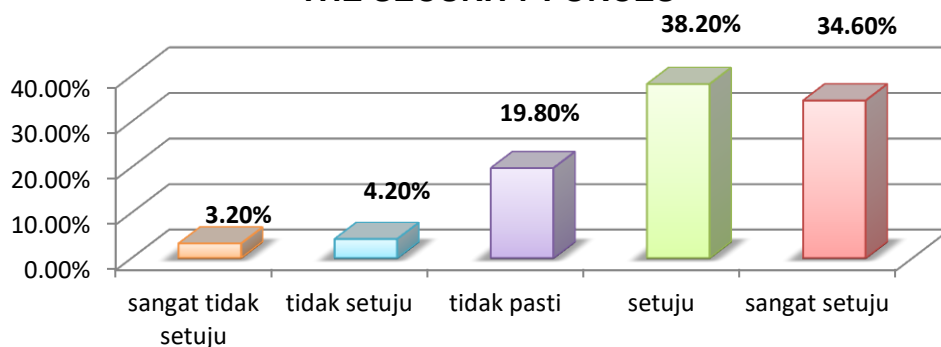 38.20%
34.60%
40.00%
30.00%
19.80%
20.00%
10.00%
3.20%
4.20%
0.00%
sangat tidak
setuju
tidak setuju
tidak pasti
setuju
sangat setuju